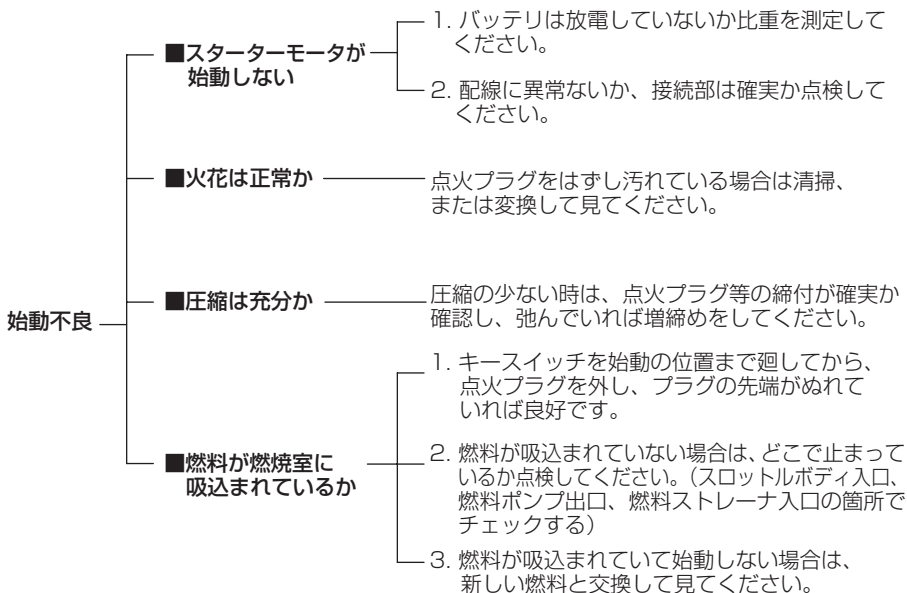 始動不良
■スターターモータが
始動しない
1. バッテリは放電していないか比重を測定して
ください。
2. 配線に異常ないか、接続部は確実か点検して
ください。
■火花は正常か
点火プラグをはずし汚れている場合は清掃、
または変換して見てください。
■圧縮は充分か
圧縮の少ない時は、点火プラグ等の締付が確実か
確認し、弛んでいれば増締めをしてください。
■燃料が燃焼室に
吸込まれているか
1. キースイッチを始動の位置まで廻してから、
点火プラグを外し、プラグの先端がぬれて
いれば良好です。
2. 燃料が吸込まれていない場合は、どこで止まって
いるか点検してください。（スロットルボディ入口、
燃料ポンプ出口、燃料ストレーナ入口の箇所で
チェックする）
3. 燃料が吸込まれていて始動しない場合は、
新しい燃料と交換して見てください。